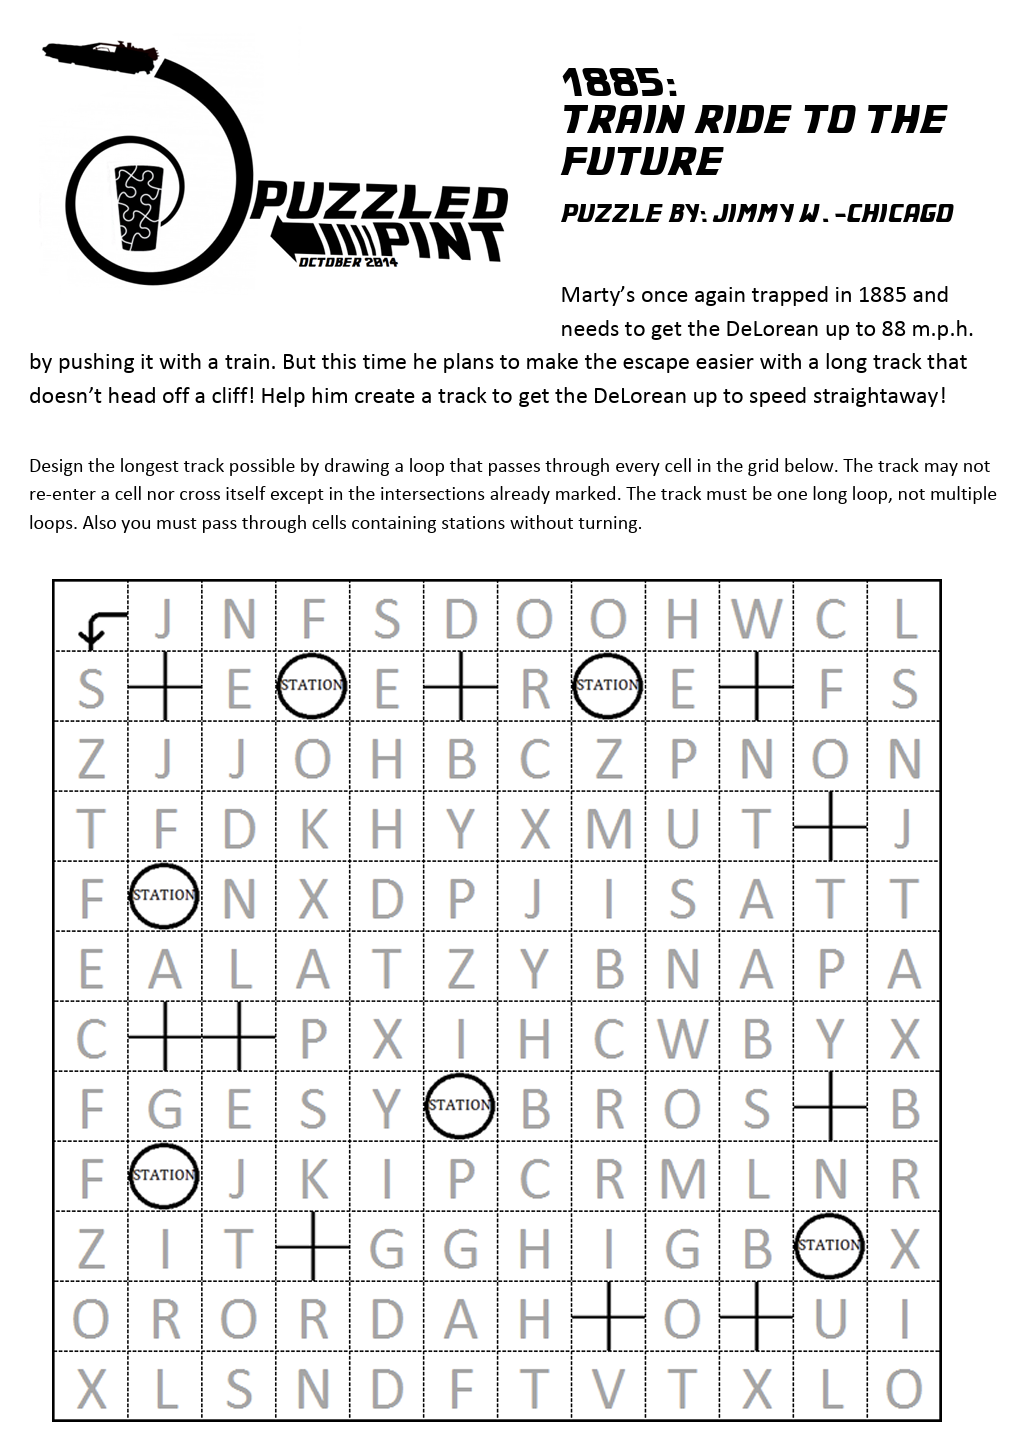 1885:
TRAIN RIDE TO THE
FUTURE
PUZZLE BY: JIMMY W. -CHICAGO
PUZZLED
PINT
OCTOBER 2014
Marty’s once again trapped in 1885 and
needs to get the DeLorean up to 88 m.p.h.
by pushing it with a train. But this time he plans to make the escape easier with a long track that
doesn’t head off a cliff! Help him create a track to get the DeLorean up to speed straightaway!
Design the longest track possible by drawing a loop that passes through every cell in the grid below. The track may not
re-enter a cell nor cross itself except in the intersections already marked. The track must be one long loop, not multiple
loops. Also you must pass through cells containing stations without turning.
J N F S D O O H W C L
S E STATION E R STATION E F S
Z J J O H B C Z P N O N
T F D K H Y X M U T J
F STATION N X D P J I S A T T
E A L A T Z Y B N A P A
C P X I H C W B Y X
F G E S Y STATION B R O S B
F STATION J K I P C R M L N R
Z I T G G H I G B STATION X
O R O R D A H O U I
X L S N D F T V T X L O